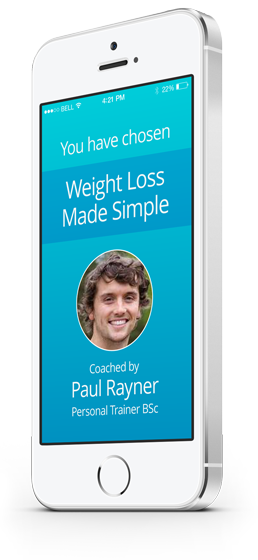 BELL 4:21 PM 22%
You have chosen
Weight Loss
Made Simple
Coached by
Paul Rayner
Personal Trainer BSc